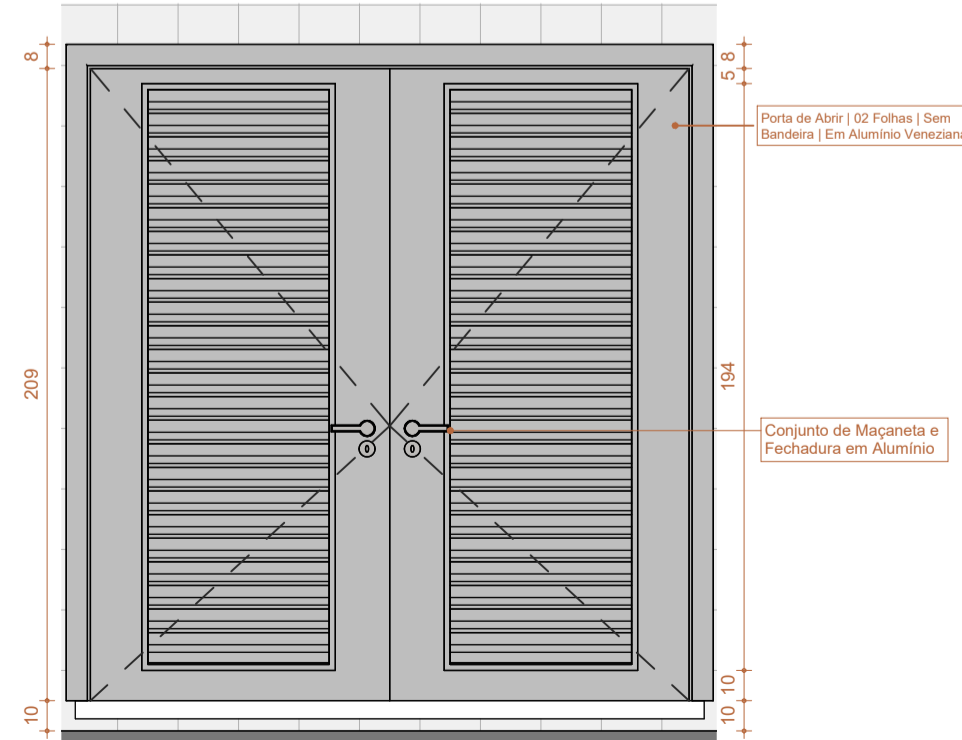 8
8
5
Porta de Abrir | 02 Folhas | Sem
Bandeira | Em Alumínio Veneziana
209
194
Conjunto de Maçaneta e
Fechadura em Alumínio
10
10
10